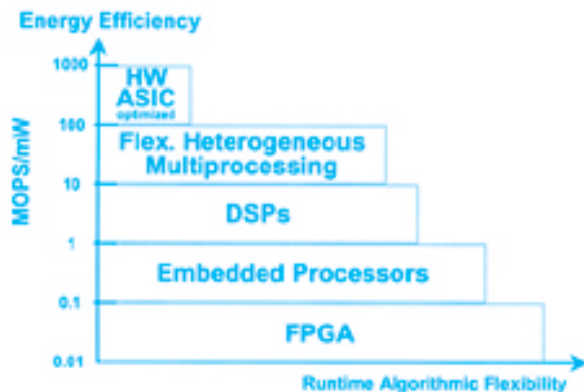 Energy Efficiency
MOPS/mW
1000
HW
ASIC
optimized
100
Flex. Heterogeneous
Multiprocessing
10
DSPs
1
Embedded Processors
0.1
FPGA
0.01
Runtime Algorithmic Flexibility